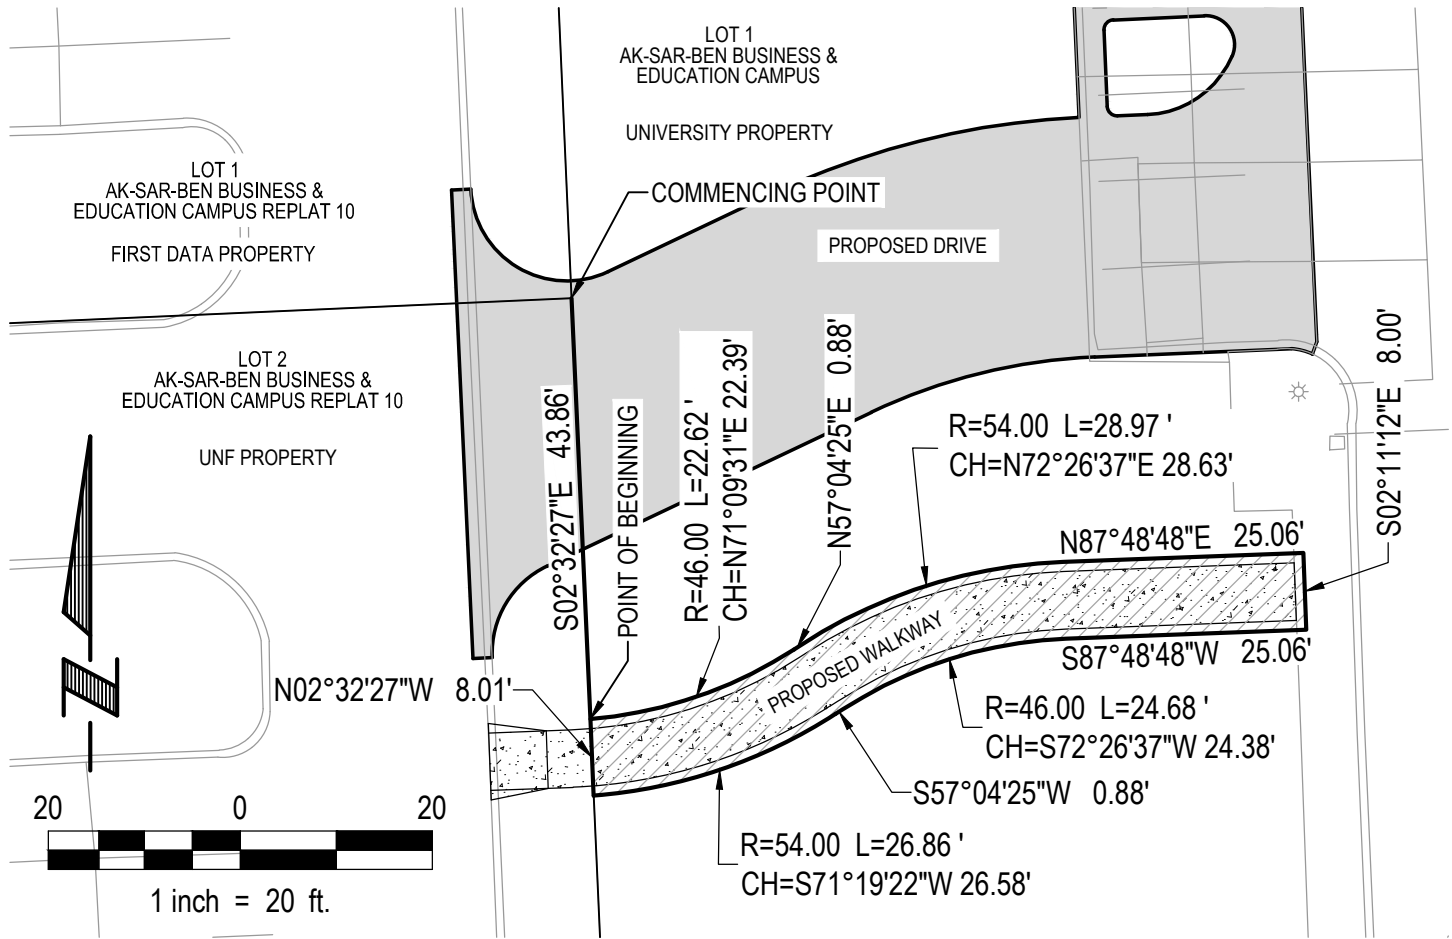 LOT 1
AK-SAR-BEN BUSINESS &
EDUCATION CAMPUS
UNIVERSITY PROPERTY
LOT 1
AK-SAR-BEN BUSINESS &
EDUCATION CAMPUS REPLAT 10
FIRST DATA PROPERTY
COMMENCING POINT
PROPOSED DRIVE
LOT 2
AK-SAR-BEN BUSINESS &
EDUCATION CAMPUS REPLAT 10
UNF PROPERTY
S02°32'27"E 43.86'
POINT OF BEGINNING
R=46.00 L=22.62 '
CH=N71°09'31"E 22.39'
N57°04'25"E 0.88'
R=54.00 L=28.97 '
CH=N72°26'37"E 28.63'
S02°11'12"E 8.00'
N87°48'48"E 25.06'
PROPOSED WALKWAY
S87°48'48"W 25.06'
N02°32'27"W 8.01'
R=46.00 L=24.68 '
CH=S72°26'37"W 24.38'
S57°04'25"W 0.88'
R=54.00 L=26.86 '
CH=S71°19'22"W 26.58'
20 0 20
1 inch = 20 ft.